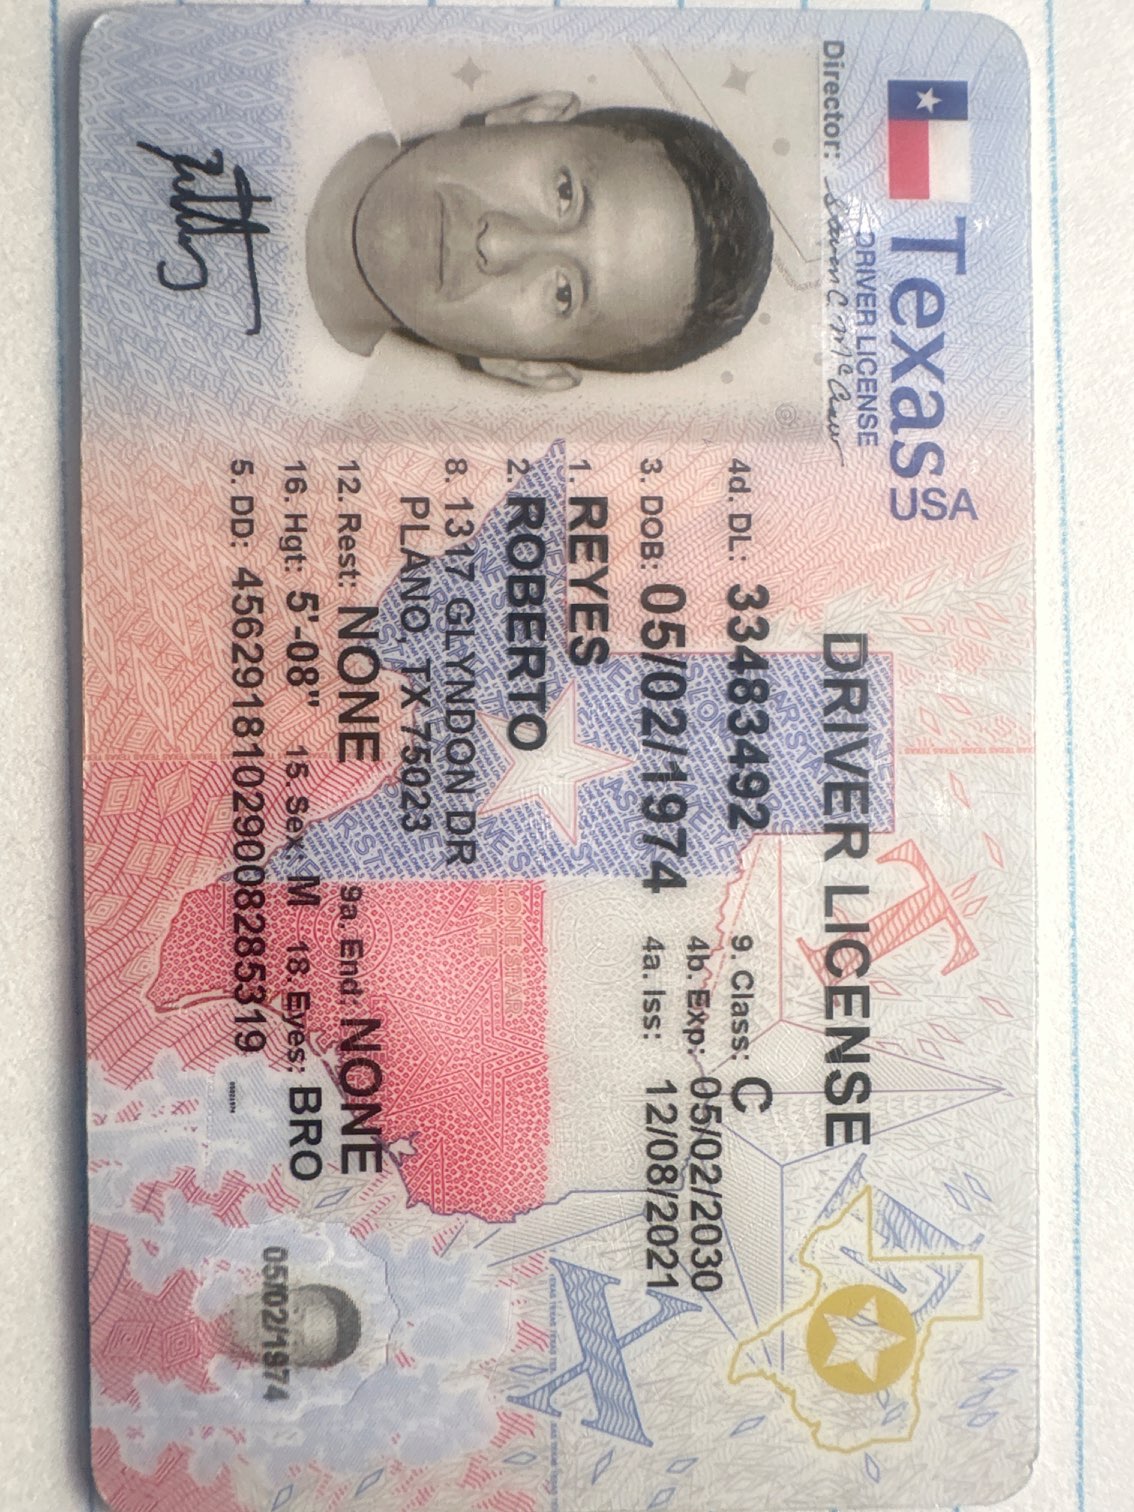 Texas USA
DRIVER LICENSE
Director: Steven C McCraw
DRIVER LICENSE
4d. DL: 33483492 9. Class: C
4b. Exp: 05/02/2030
3. DOB: 05/02/1974 4a. Iss: 12/08/2021
1. REYES
2. ROBERTO
8. 1317 GLYNDON DR
PLANO, TX 75023
12. Rest: NONE 9a. End: NONE
16. Hgt: 5'-08" 15. Sex: M 18. Eyes: BRO
5. DD: 45629181029008285319
05/02/1974